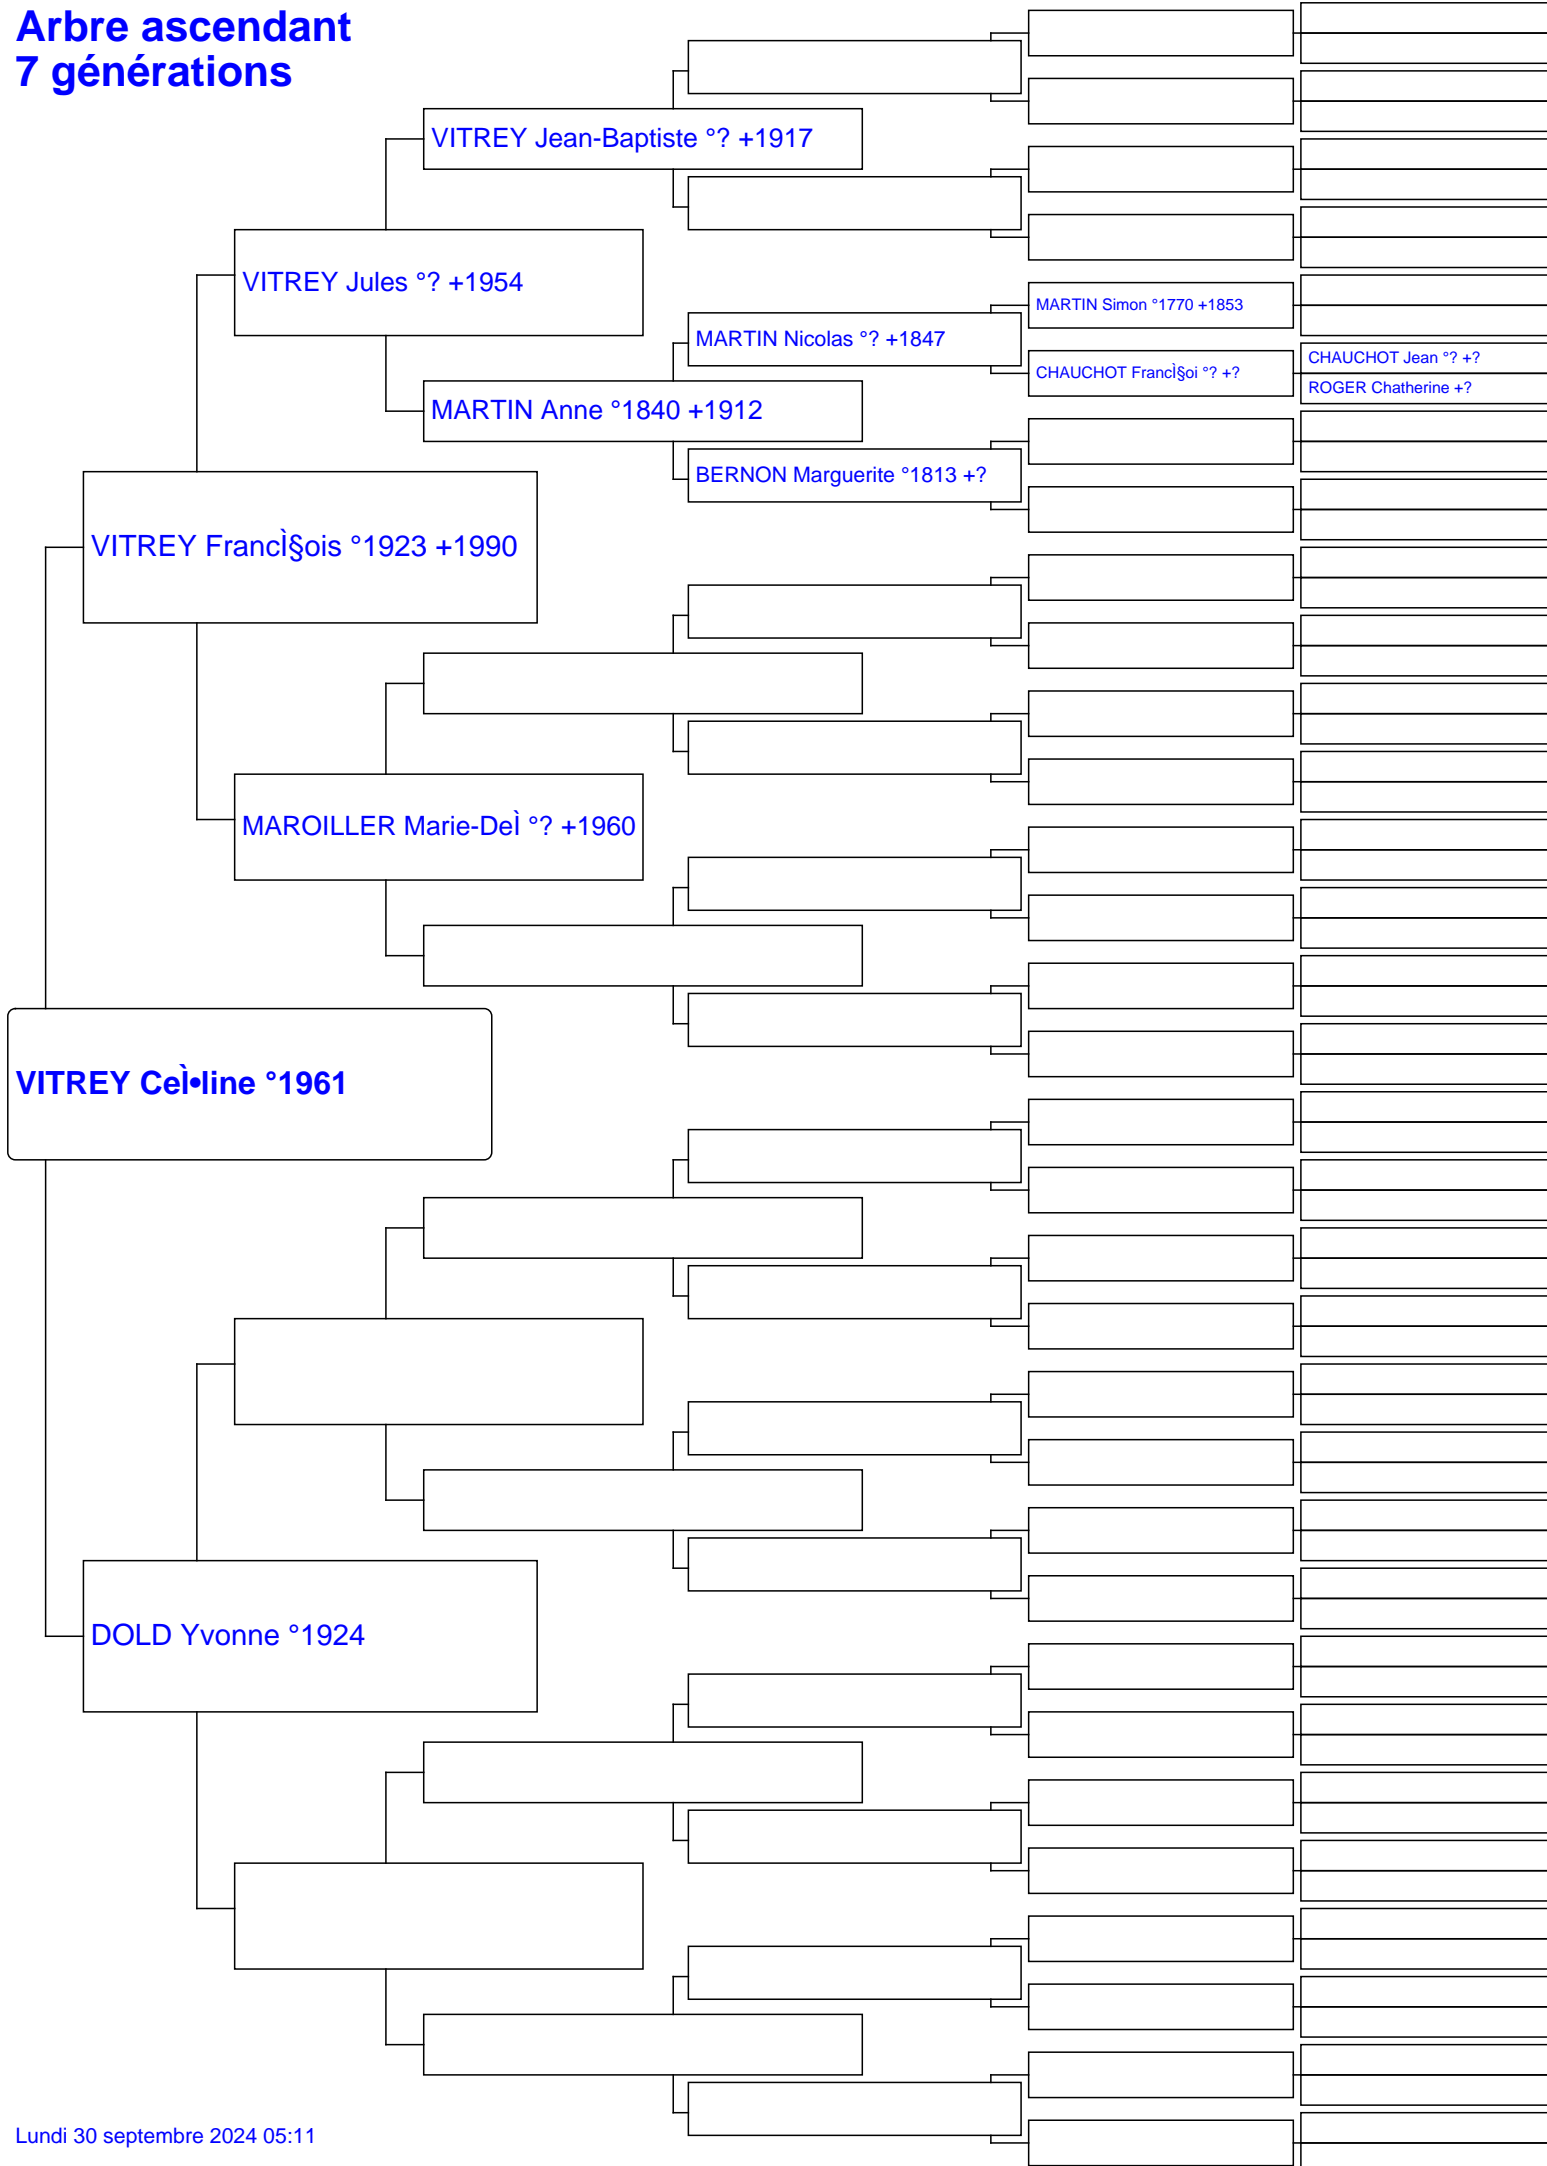 Arbre ascendant
7 générations
VITREY Jean-Baptiste °? +1917
VITREY Jules °? +1954
MARTIN Simon °1770 +1853
MARTIN Nicolas °? +1847
CHAUCHOT Jean °? +?
CHAUCHOT FrancÌ§oi °? +?
ROGER Chatherine +?
MARTIN Anne °1840 +1912
BERNON Marguerite °1813 +?
VITREY FrancÌ§ois °1923 +1990
MAROILLER Marie-DeÌ °? +1960
VITREY CeÌ•line °1961
DOLD Yvonne °1924
Lundi 30 septembre 2024 05:11